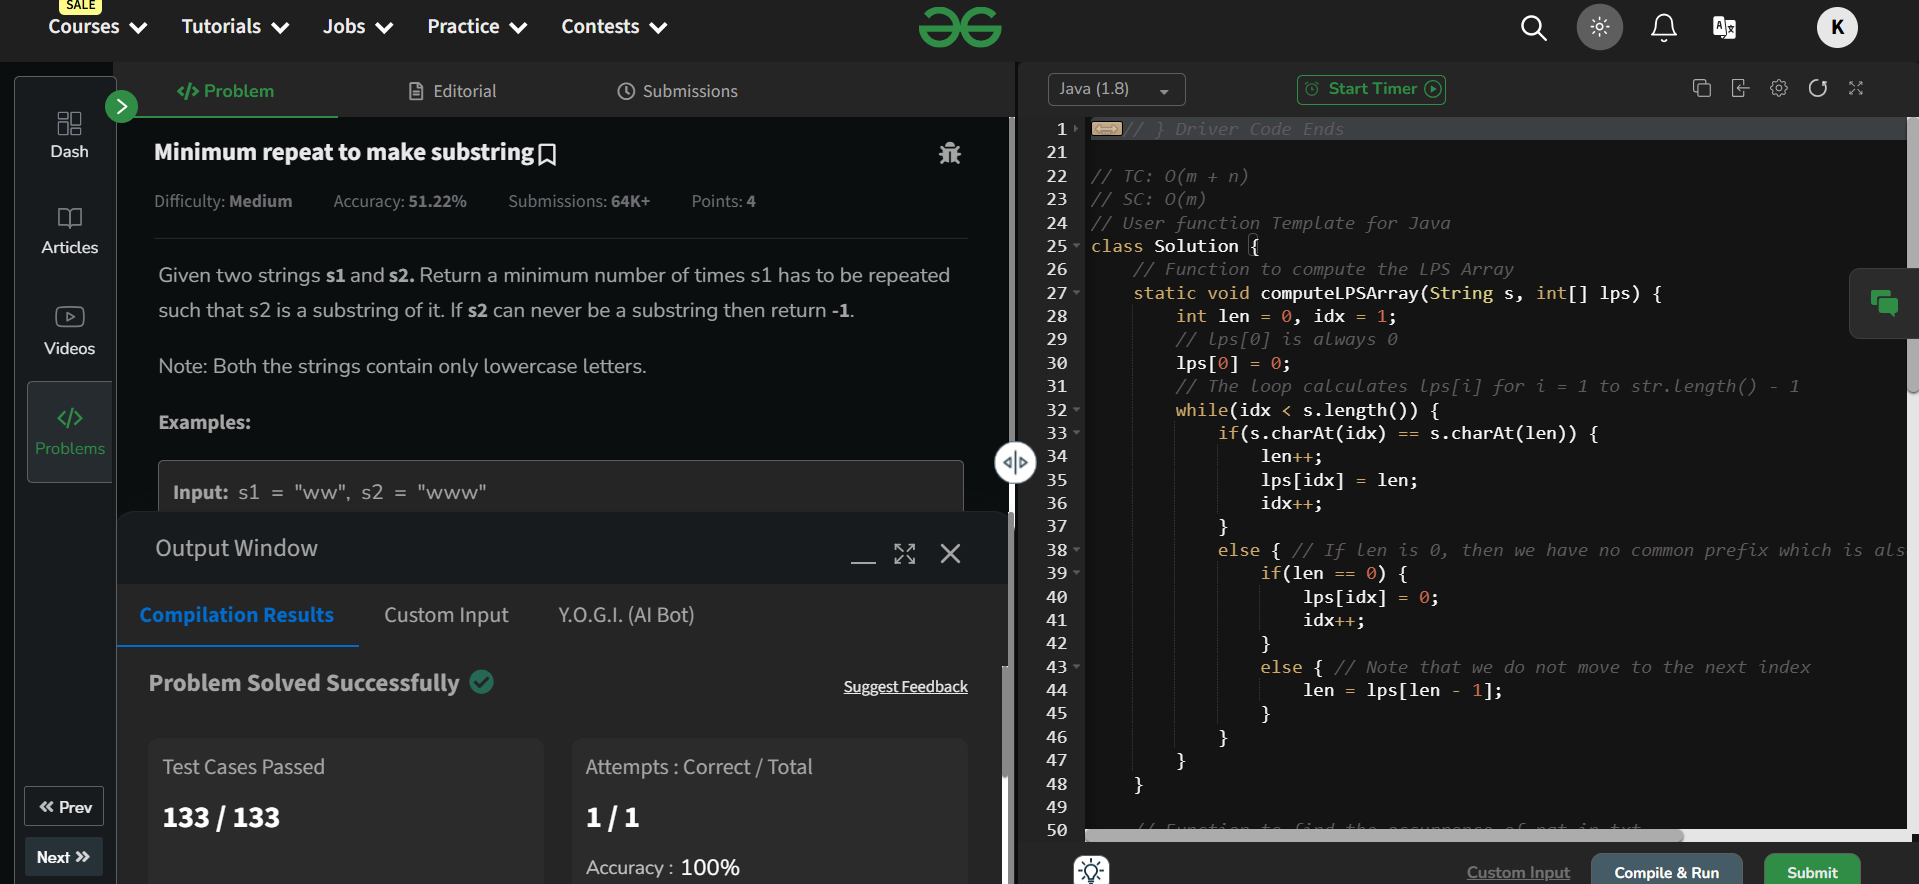 SALE
Courses Tutorials Jobs Practice Contests
K
Dash
Articles
Videos
Problems
Prev
Next
Problem Editorial Submissions
Minimum repeat to make substring
Difficulty: Medium Accuracy: 51.22% Submissions: 64K+ Points: 4
Given two strings s1 and s2. Return a minimum number of times s1 has to be repeated
such that s2 is a substring of it. If s2 can never be a substring then return -1.
Note: Both the strings contain only lowercase letters.
Examples:
Input: s1 = "ww", s2 = "www"
Output Window
Compilation Results Custom Input Y.O.G.I. (AI Bot)
Problem Solved Successfully
Suggest Feedback
Test Cases Passed
133 / 133
Attempts : Correct / Total
1 / 1
Accuracy : 100%
Java (1.8) Start Timer
1 // } Driver Code Ends
21
22 // TC: O(m + n)
23 // SC: O(m)
24 // User function Template for Java
25 class Solution {
26 // Function to compute the LPS Array
27 static void computeLPSArray(String s, int[] lps) {
28 int len = 0, idx = 1;
29 // lps[0] is always 0
30 lps[0] = 0;
31 // The loop calculates lps[i] for i = 1 to str.length() - 1
32 while(idx < s.length()) {
33 if(s.charAt(idx) == s.charAt(len)) {
34 len++;
35 lps[idx] = len;
36 idx++;
37 }
38 else { // If len is 0, then we have no common prefix which is als
39 if(len == 0) {
40 lps[idx] = 0;
41 idx++;
42 }
43 else { // Note that we do not move to the next index
44 len = lps[len - 1];
45 }
46 }
47 }
48 }
49
50 // Function to find the occurrence of pat in txt
Custom Input Compile & Run Submit